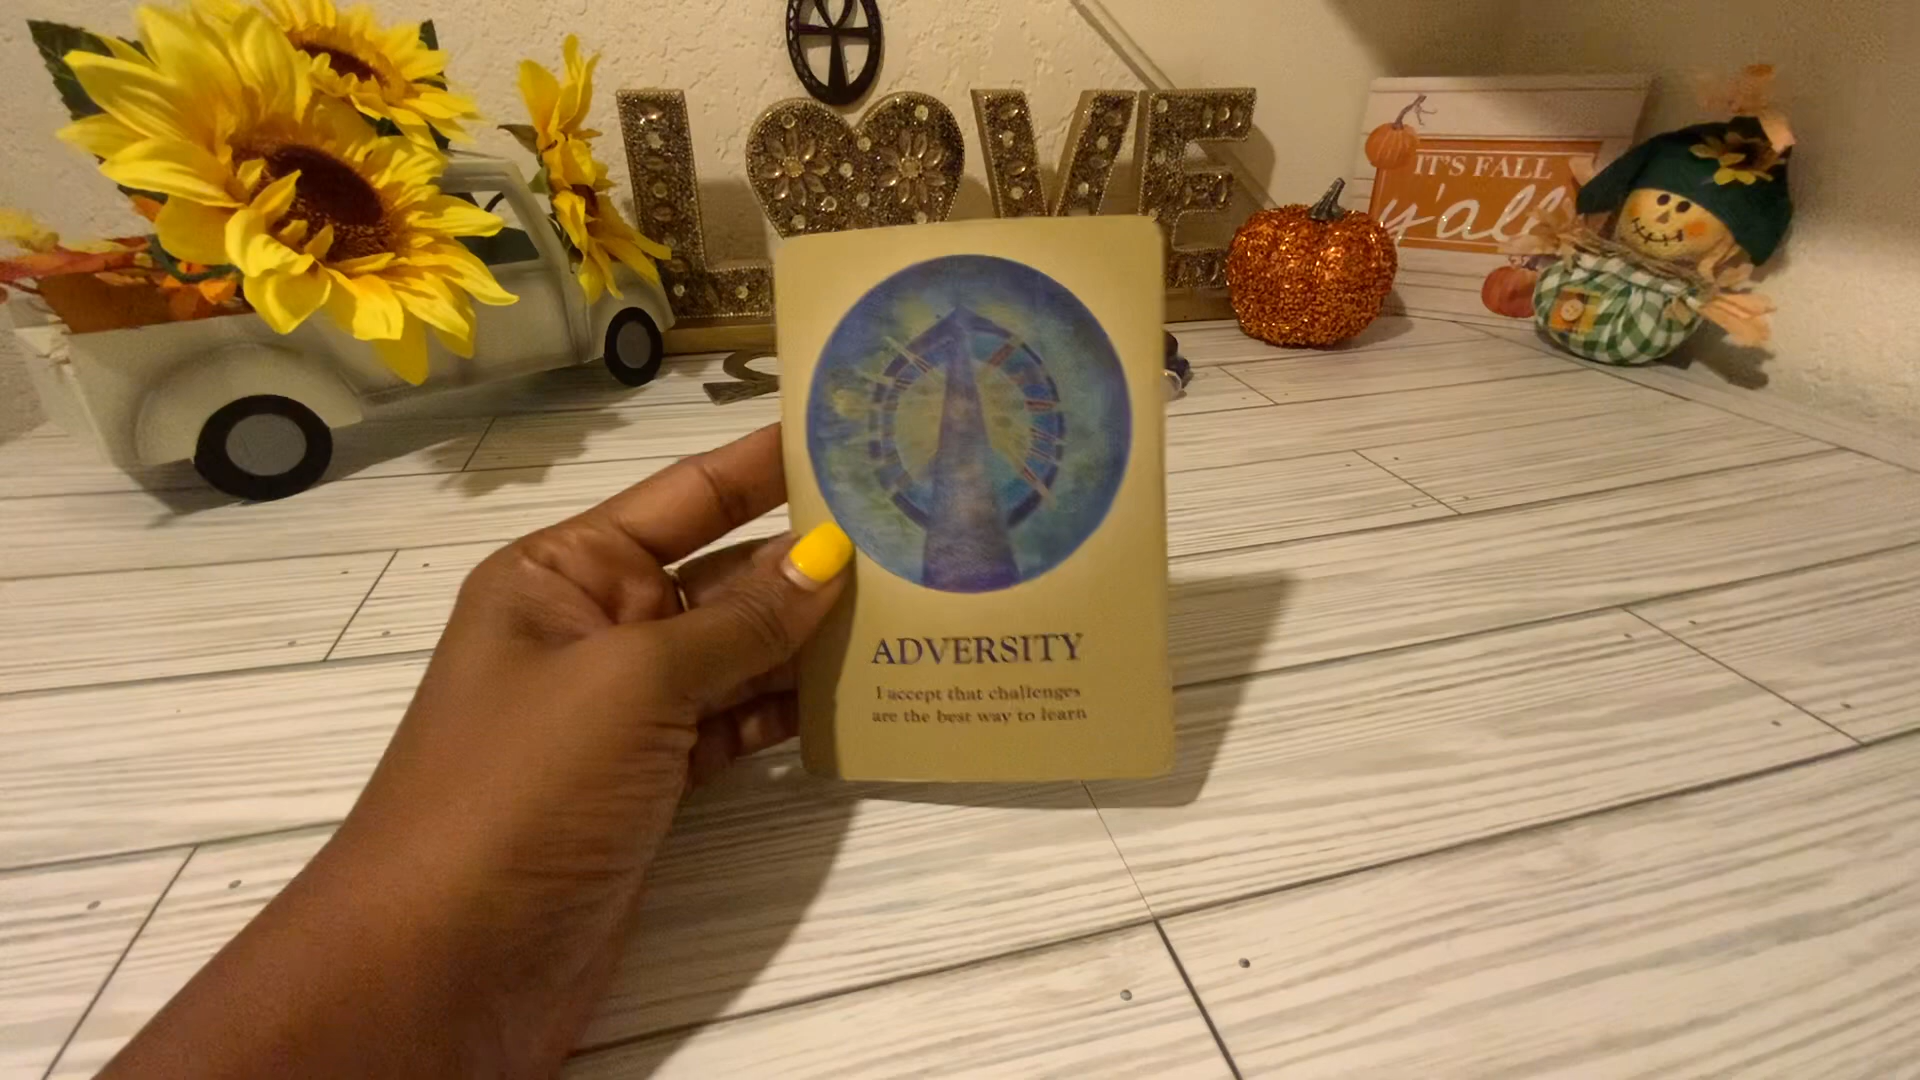 LOVE
IT'S FALL
y'all
ADVERSITY
I accept that challenges
are the best way to learn